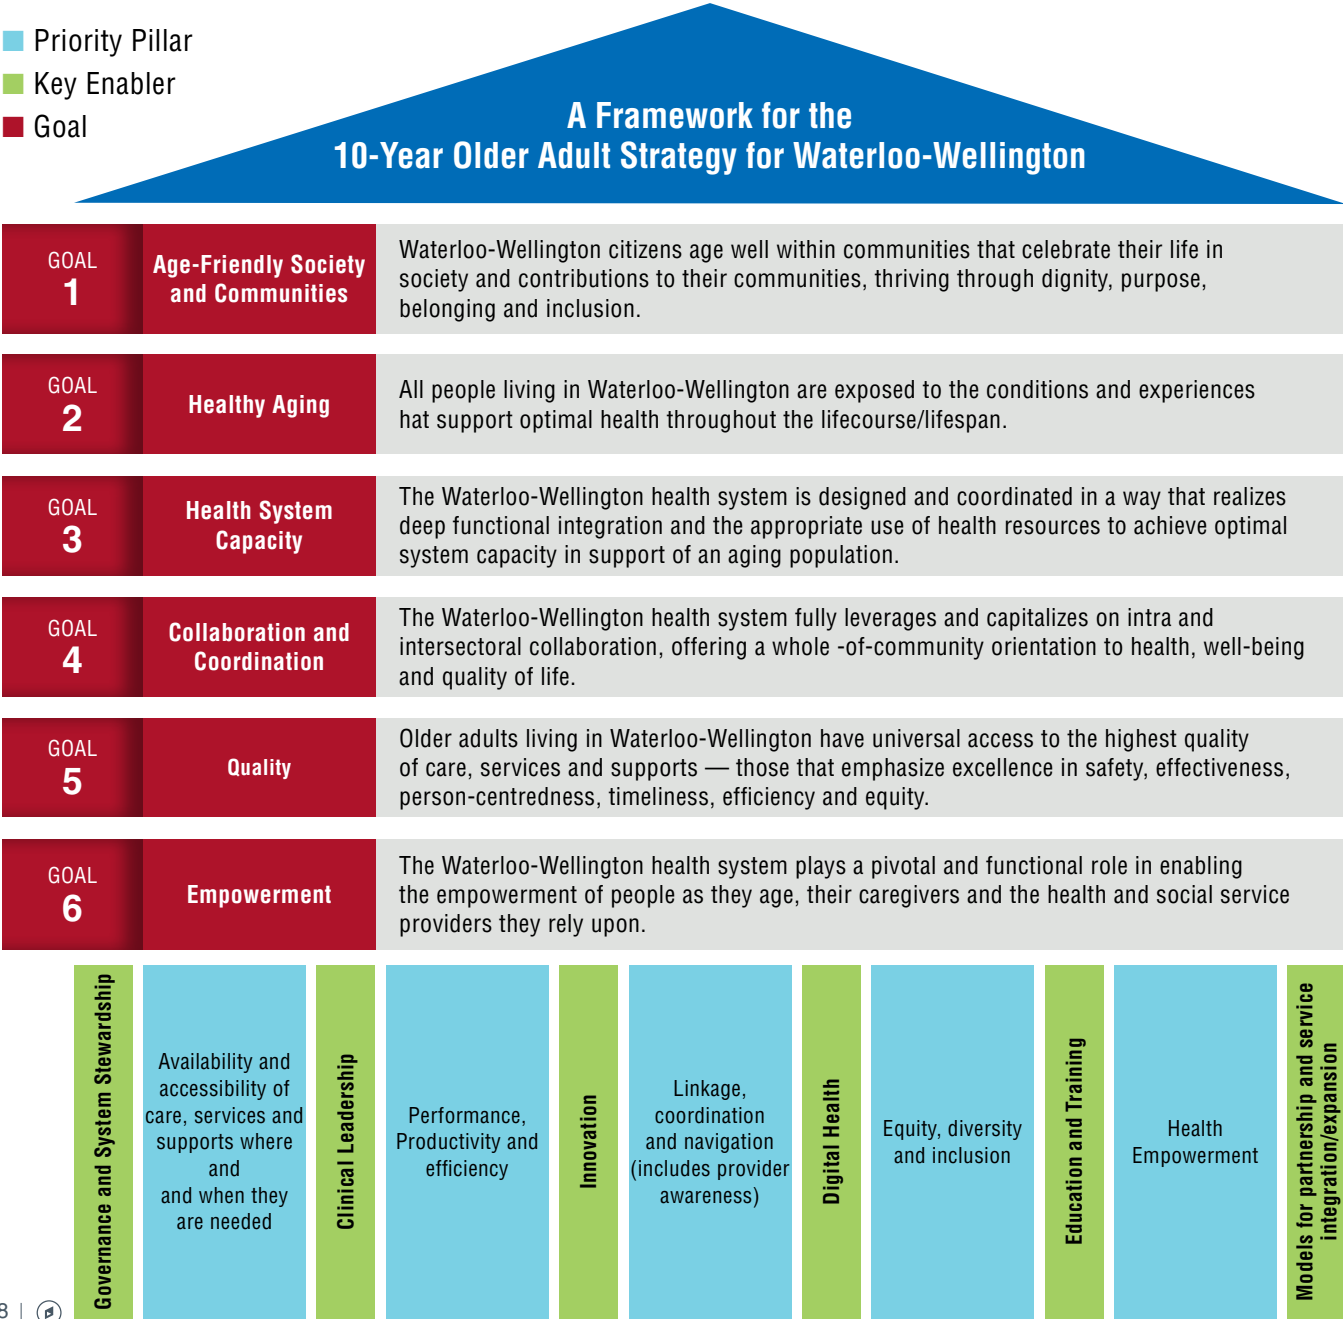 Priority Pillar
Key Enabler
Goal
A Framework for the
10-Year Older Adult Strategy for Waterloo-Wellington
GOAL
1
Age-Friendly Society
and Communities
Waterloo-Wellington citizens age well within communities that celebrate their life in
society and contributions to their communities, thriving through dignity, purpose,
belonging and inclusion.
GOAL
2
Healthy Aging
All people living in Waterloo-Wellington are exposed to the conditions and experiences
hat support optimal health throughout the lifecourse/lifespan.
GOAL
3
Health System
Capacity
The Waterloo-Wellington health system is designed and coordinated in a way that realizes
deep functional integration and the appropriate use of health resources to achieve optimal
system capacity in support of an aging population.
GOAL
4
Collaboration and
Coordination
The Waterloo-Wellington health system fully leverages and capitalizes on intra and
intersectoral collaboration, offering a whole -of-community orientation to health, well-being
and quality of life.
GOAL
5
Quality
Older adults living in Waterloo-Wellington have universal access to the highest quality
of care, services and supports — those that emphasize excellence in safety, effectiveness,
person-centredness, timeliness, efficiency and equity.
GOAL
6
Empowerment
The Waterloo-Wellington health system plays a pivotal and functional role in enabling
the empowerment of people as they age, their caregivers and the health and social service
providers they rely upon.
Governance and System Stewardship
Availability and
accessibility of
care, services and
supports where
and
and when they
are needed
Clinical Leadership
Performance,
Productivity and
efficiency
Innovation
Linkage,
coordination
and navigation
(includes provider
awareness)
Digital Health
Equity, diversity
and inclusion
Education and Training
Health
Empowerment
Models for partnership and service
integration/expansion
8 |